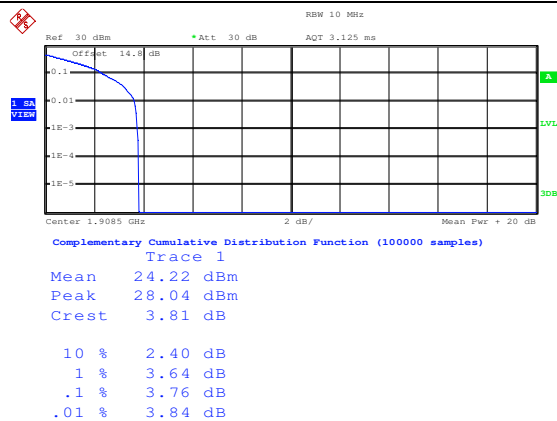 RBW 10 MHz
Ref 30 dBm *Att 30 dB AQT 3.125 ms
Offset 14.8 dB
0.1
A
1 SA
VIEW
0.01
LVL
1E-3
1E-4
1E-5
3DB
Center 1.9085 GHz 2 dB/ Mean Pwr + 20 dB
Complementary Cumulative Distribution Function (100000 samples)
Trace 1
Mean 24.22 dBm
Peak 28.04 dBm
Crest 3.81 dB
10 % 2.40 dB
1 % 3.64 dB
.1 % 3.76 dB
.01 % 3.84 dB